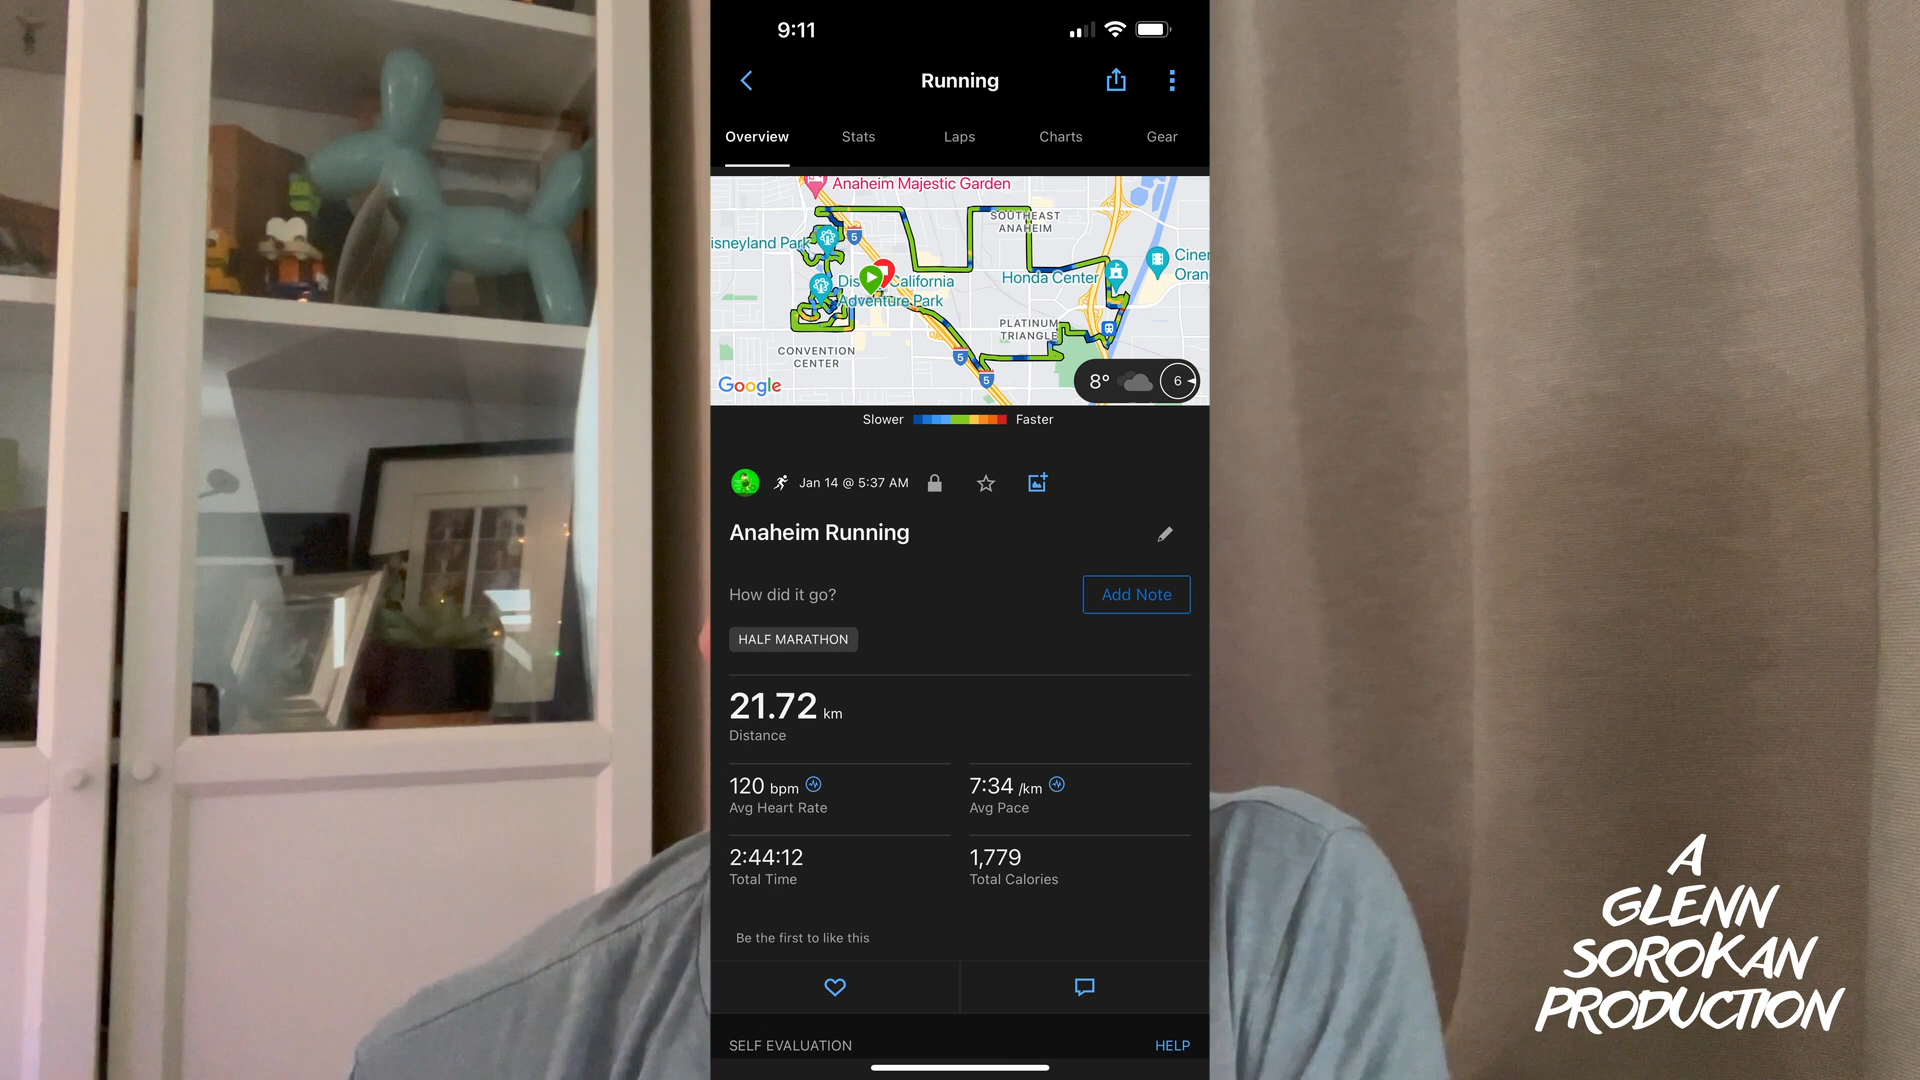 9:11
Running
Overview Stats Laps Charts Gear
Anaheim Majestic Garden
SOUTHEAST
ANAHEIM
5
isneyland Park
Ciner
Oran
Honda Center
California
Adventure Park
PLATINUM
TRIANGLE
CONVENTION
CENTER
5
5
Google
8° 6
Slower Faster
Jan 14 @ 5:37 AM
Anaheim Running
How did it go? Add Note
HALF MARATHON
21.72 km
Distance
120 bpm 7:34 /km
Avg Heart Rate Avg Pace
2:44:12 1,779
Total Time Total Calories
Be the first to like this
SELF EVALUATION HELP
A
GLENN
SOROKAN
PRODUCTION